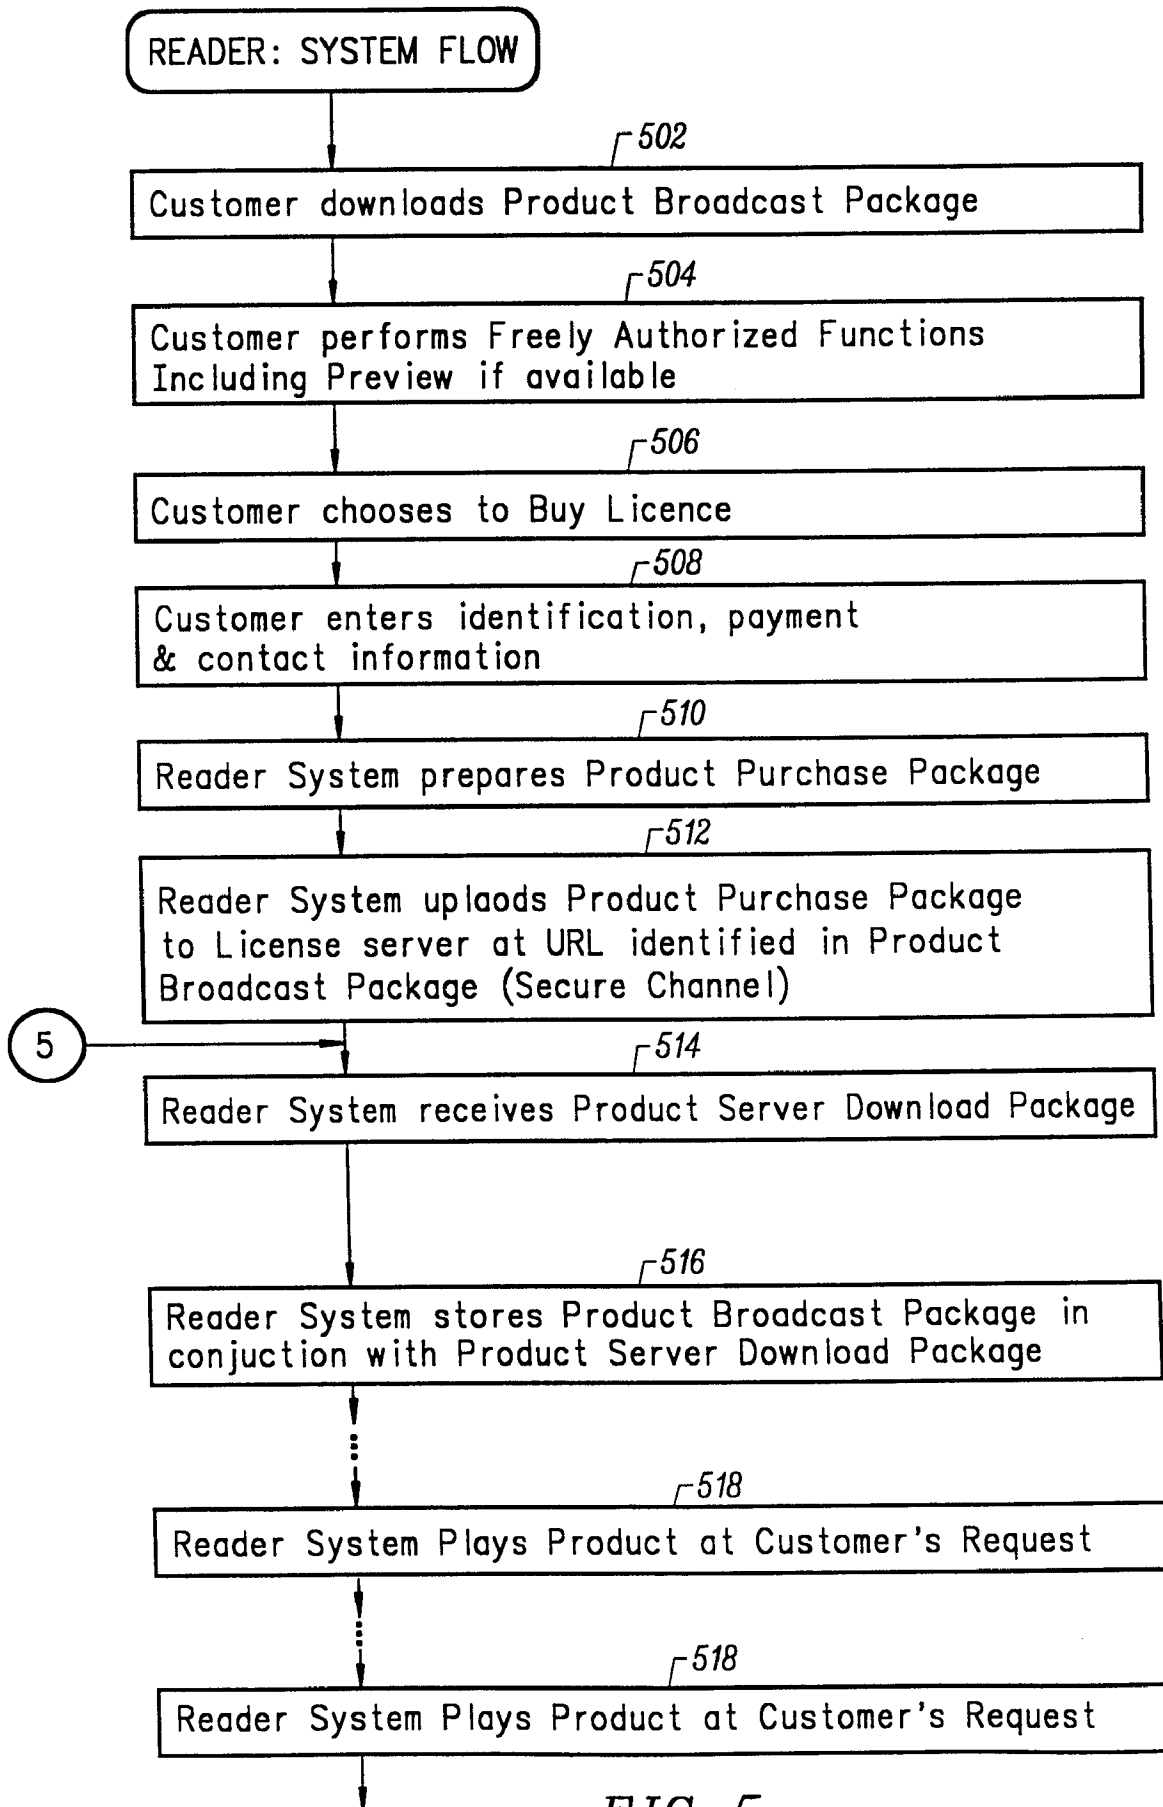 READER: SYSTEM FLOW
502
Customer downloads Product Broadcast Package
504
Customer performs Freely Authorized Functions
Including Preview if available
506
Customer chooses to Buy Licence
508
Customer enters identification, payment
& contact information
510
Reader System prepares Product Purchase Package
512
Reader System uplaods Product Purchase Package
to License server at URL identified in Product
Broadcast Package (Secure Channel)
5
514
Reader System receives Product Server Download Package
516
Reader System stores Product Broadcast Package in
conjuction with Product Server Download Package
518
Reader System Plays Product at Customer's Request
518
Reader System Plays Product at Customer's Request
FIG. 5